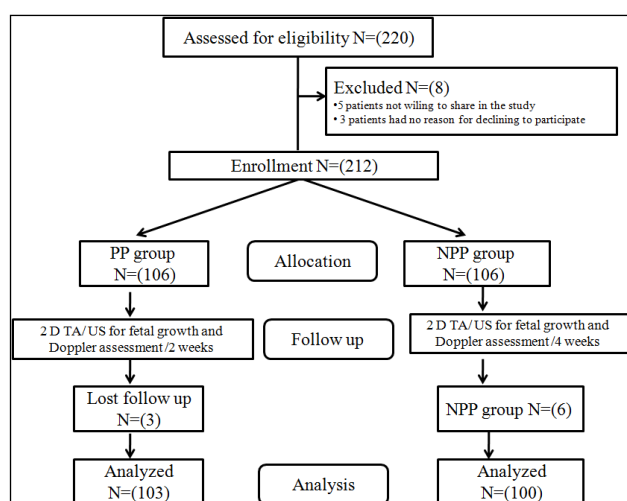 Assessed for eligibility N=(220)
Excluded N=(8)
•5 patients not wiling to share in the study
• 3 patients had no reason for declining to participate
Enrollment N=(212)
PP group
N=(106)
Allocation
NPP group
N=(106)
2 D TA/US for fetal growth and
Doppler assessment /2 weeks
Follow up
2 D TA/US for fetal growth and
Doppler assessment /4 weeks
Lost follow up
N=(3)
NPP group N=(6)
Analyzed
N=(103)
Analysis
Analyzed
N=(100)